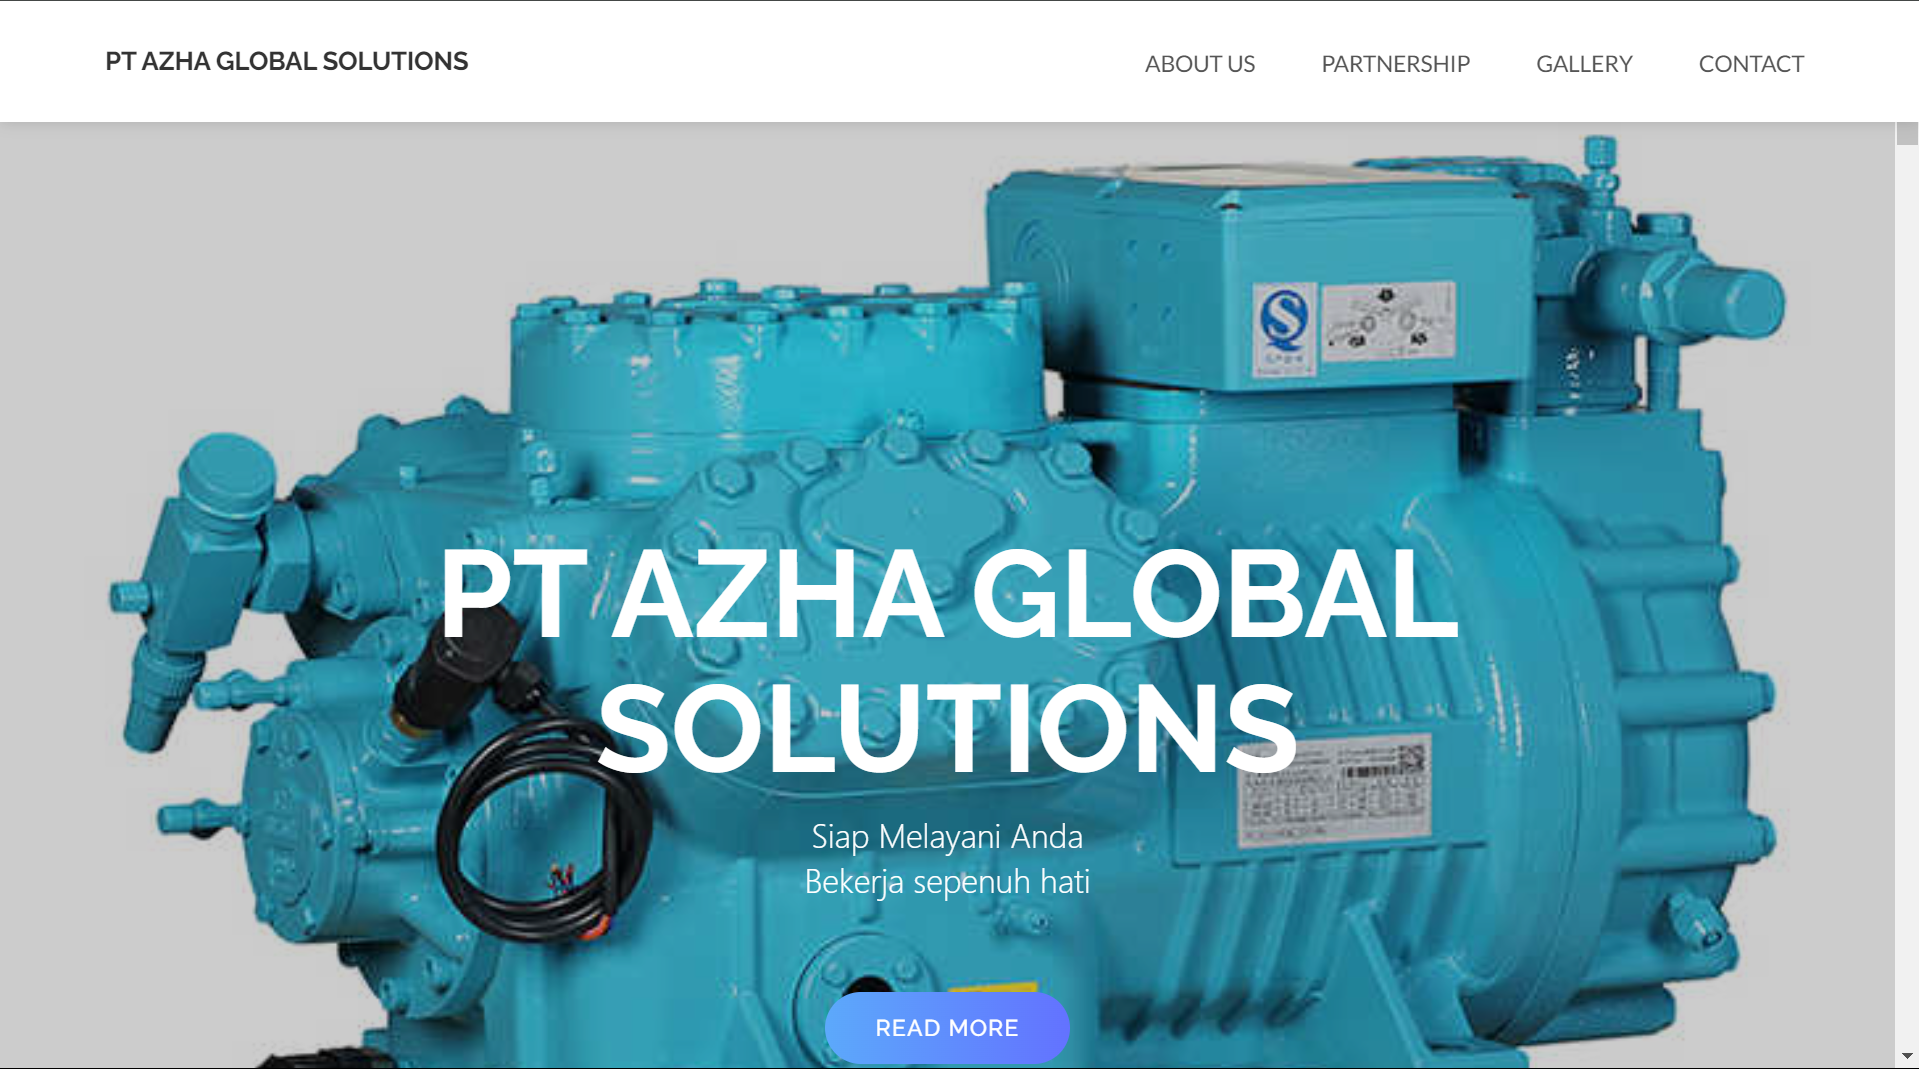 PT AZHA GLOBAL SOLUTIONS
ABOUT US
PARTNERSHIP
GALLERY
CONTACT
PT AZHA GLOBAL
SOLUTIONS
Siap Melayani Anda
Bekerja sepenuh hati
READ MORE